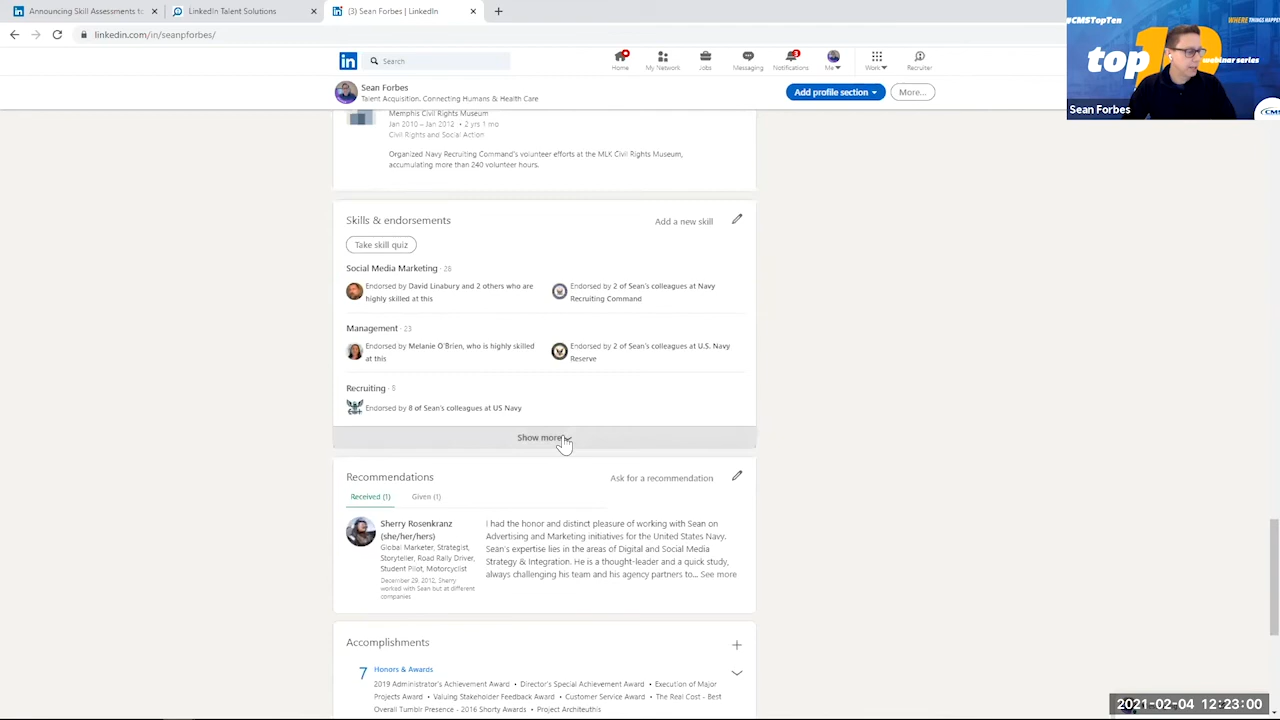 Announcing Skill Assessments to
LinkedIn Talent Solutions
(3) Sean Forbes | LinkedIn
linkedin.com/in/seanpforbes/
Search
Home
My Network
Jobs
Messaging
3
Notifications
Me
Work
Recruiter
Sean Forbes
Talent Acquisition. Connecting Humans & Health Care
Add profile section
More...
#CMSTopTen
WHERE THINGS HAPPE
top
webinar series
Sean Forbes
CMS
Memphis Civil Rights Museum
Jan 2010 – Jan 2012 • 2 yrs 1 mo
Civil Rights and Social Action
Organized Navy Recruiting Command's volunteer efforts at the MLK Civil Rights Museum,
accumulating more than 240 volunteer hours.
Skills & endorsements
Add a new skill
Take skill quiz
Social Media Marketing · 26
Endorsed by David Linabury and 2 others who are
highly skilled at this
Endorsed by 2 of Sean's colleagues at Navy
Recruiting Command
Management · 23
Endorsed by Melanie O'Brien, who is highly skilled
at this
Endorsed by 2 of Sean's colleagues at U.S. Navy
Reserve
Recruiting
Endorsed by 8 of Sean's colleagues at US Navy
Show more
Recommendations
Ask for a recommendation
Received (1)
Given (1)
Sherry Rosenkranz
(she/her/hers)
Global Marketer, Strategist,
Storyteller, Road Rally Driver,
Student Pilot, Motorcyclist
December 29, 2012, Sherry
worked with Sean but at different
companies
I had the honor and distinct pleasure of working with Sean on
Advertising and Marketing initiatives for the United States Navy.
Sean's expertise lies in the areas of Digital and Social Media
Strategy & Integration. He is a thought-leader and a quick study,
always challenging his team and his agency partners to... See more
Accomplishments
7
Honors & Awards
2019 Administrator's Achievement Award • Director's Special Achievement Award • Execution of Major
Projects Award • Valuing Stakeholder Feedback Award • Customer Service Award • The Real Cost - Best
Overall Tumblr Presence - 2016 Shorty Awards • Project Architeuthis
2021-02-04 12:23:00